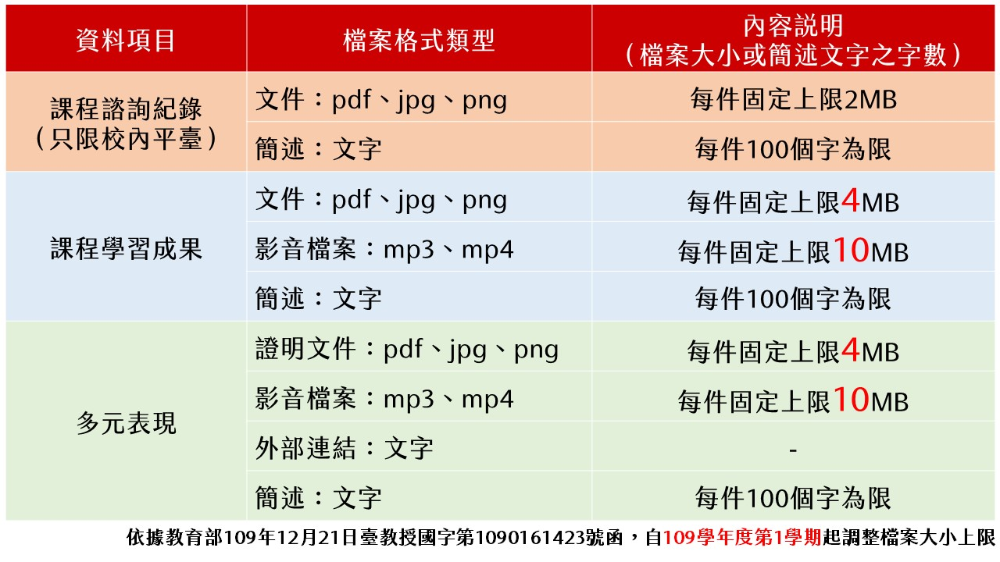 資料項目
檔案格式類型
內容說明
（檔案大小或簡述文字之字數）
課程諮詢紀錄
（只限校內平臺）
文件：pdf、jpg、png
每件固定上限2MB
簡述：文字
每件100個字為限
課程學習成果
文件：pdf、jpg、png
每件固定上限4MB
影音檔案：mp3、mp4
每件固定上限10MB
簡述：文字
每件100個字為限
多元表現
證明文件：pdf、jpg、png
每件固定上限4MB
影音檔案：mp3、mp4
每件固定上限10MB
外部連結：文字
-
簡述：文字
每件100個字為限
依據教育部109年12月21日臺教授國字第1090161423號函，自109學年度第1學期起調整檔案大小上限